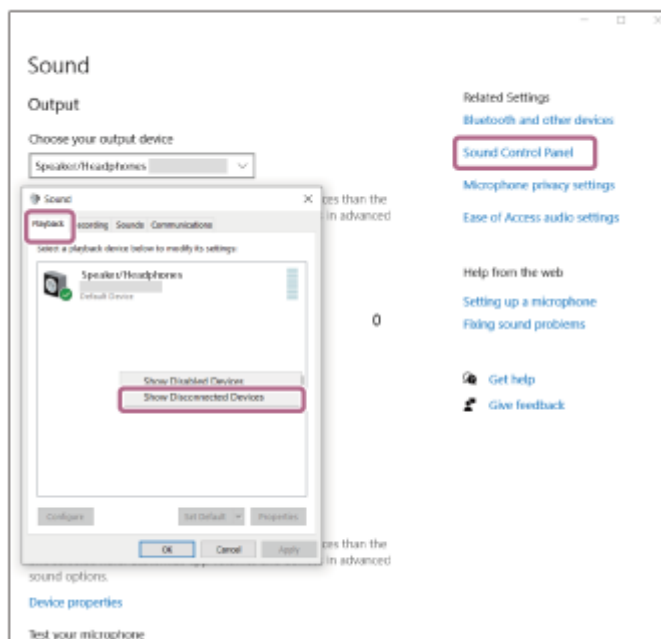 Sound
Output
Choose your output device
Speaker/Headphones
Sound
Playback
Recording
Sounds
Communications
Select a playback device below to modify its settings:
Speaker/Headphones
Default Device
Show Disabled Devices
Show Disconnected Devices
Configure
Set Default
Properties
OK
Cancel
Apply
ces than the
in advanced
0
ces than the
in advanced
sound options.
Device properties
Test your microphone
Related Settings
Bluetooth and other devices
Sound Control Panel
Microphone privacy settings
Ease of Access audio settings
Help from the web
Setting up a microphone
Fixing sound problems
Get help
Give feedback